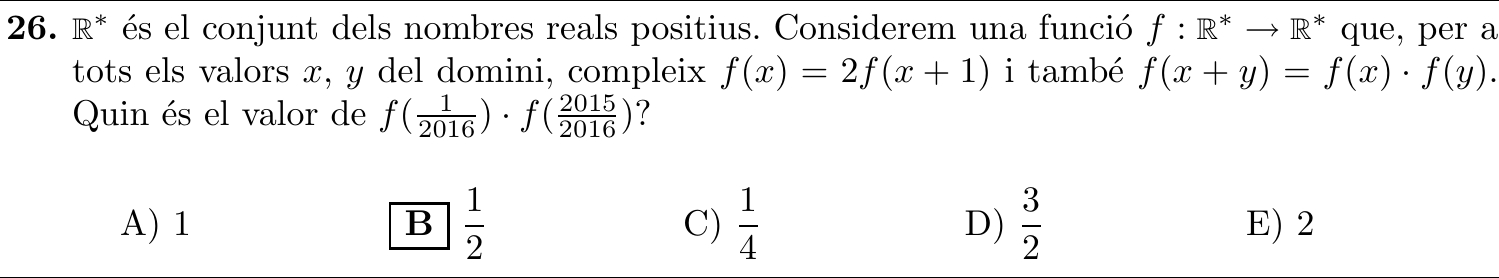 26. ℝ* és el conjunt dels nombres reals positius. Considerem una funció f : ℝ* → ℝ* que, per a
tots els valors x, y del domini, compleix f(x) = 2f(x + 1) i també f(x + y) = f(x) · f(y).
Quin és el valor de f(1/2016) · f(2015/2016)?
A) 1 B 1/2 C) 1/4 D) 3/2 E) 2